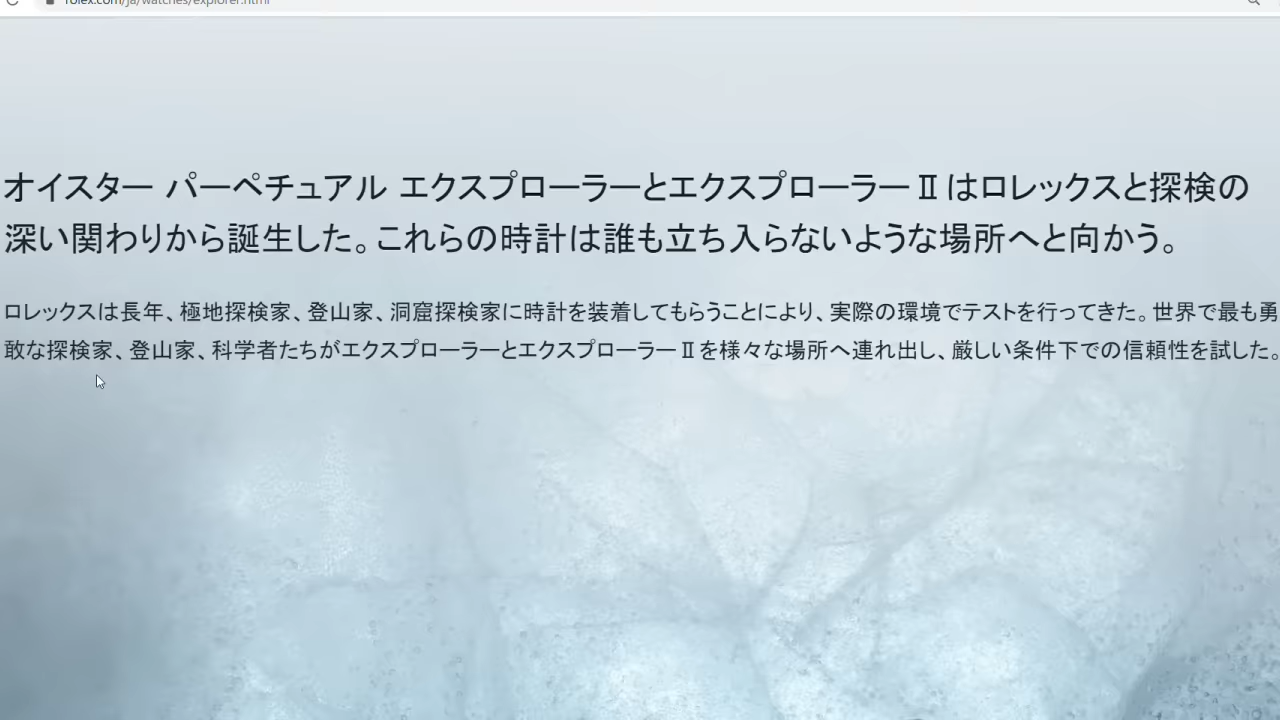 rolex.com/ja/watches/explorer.html
オイスター パーペチュアル エクスプローラーとエクスプローラー Ⅱ はロレックスと探検の
深い関わりから誕生した。これらの時計は誰も立ち入らないような場所へと向かう。
ロレックスは長年、極地探検家、登山家、洞窟探検家に時計を装着してもらうことにより、実際の環境でテストを行ってきた。世界で最も勇
敢な探検家、登山家、科学者たちがエクスプローラーとエクスプローラー Ⅱ を様々な場所へ連れ出し、厳しい条件下での信頼性を試した。